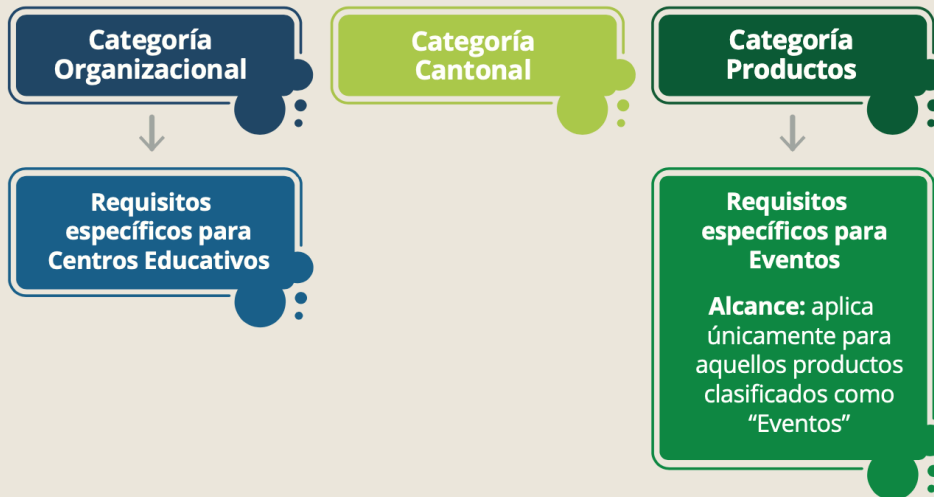 Categoría
Organizacional
Categoría
Cantonal
Categoría
Productos
Requisitos
específicos para
Centros Educativos
Requisitos
específicos para
Eventos
Alcance: aplica
únicamente para
aquellos productos
clasificados como
“Eventos”